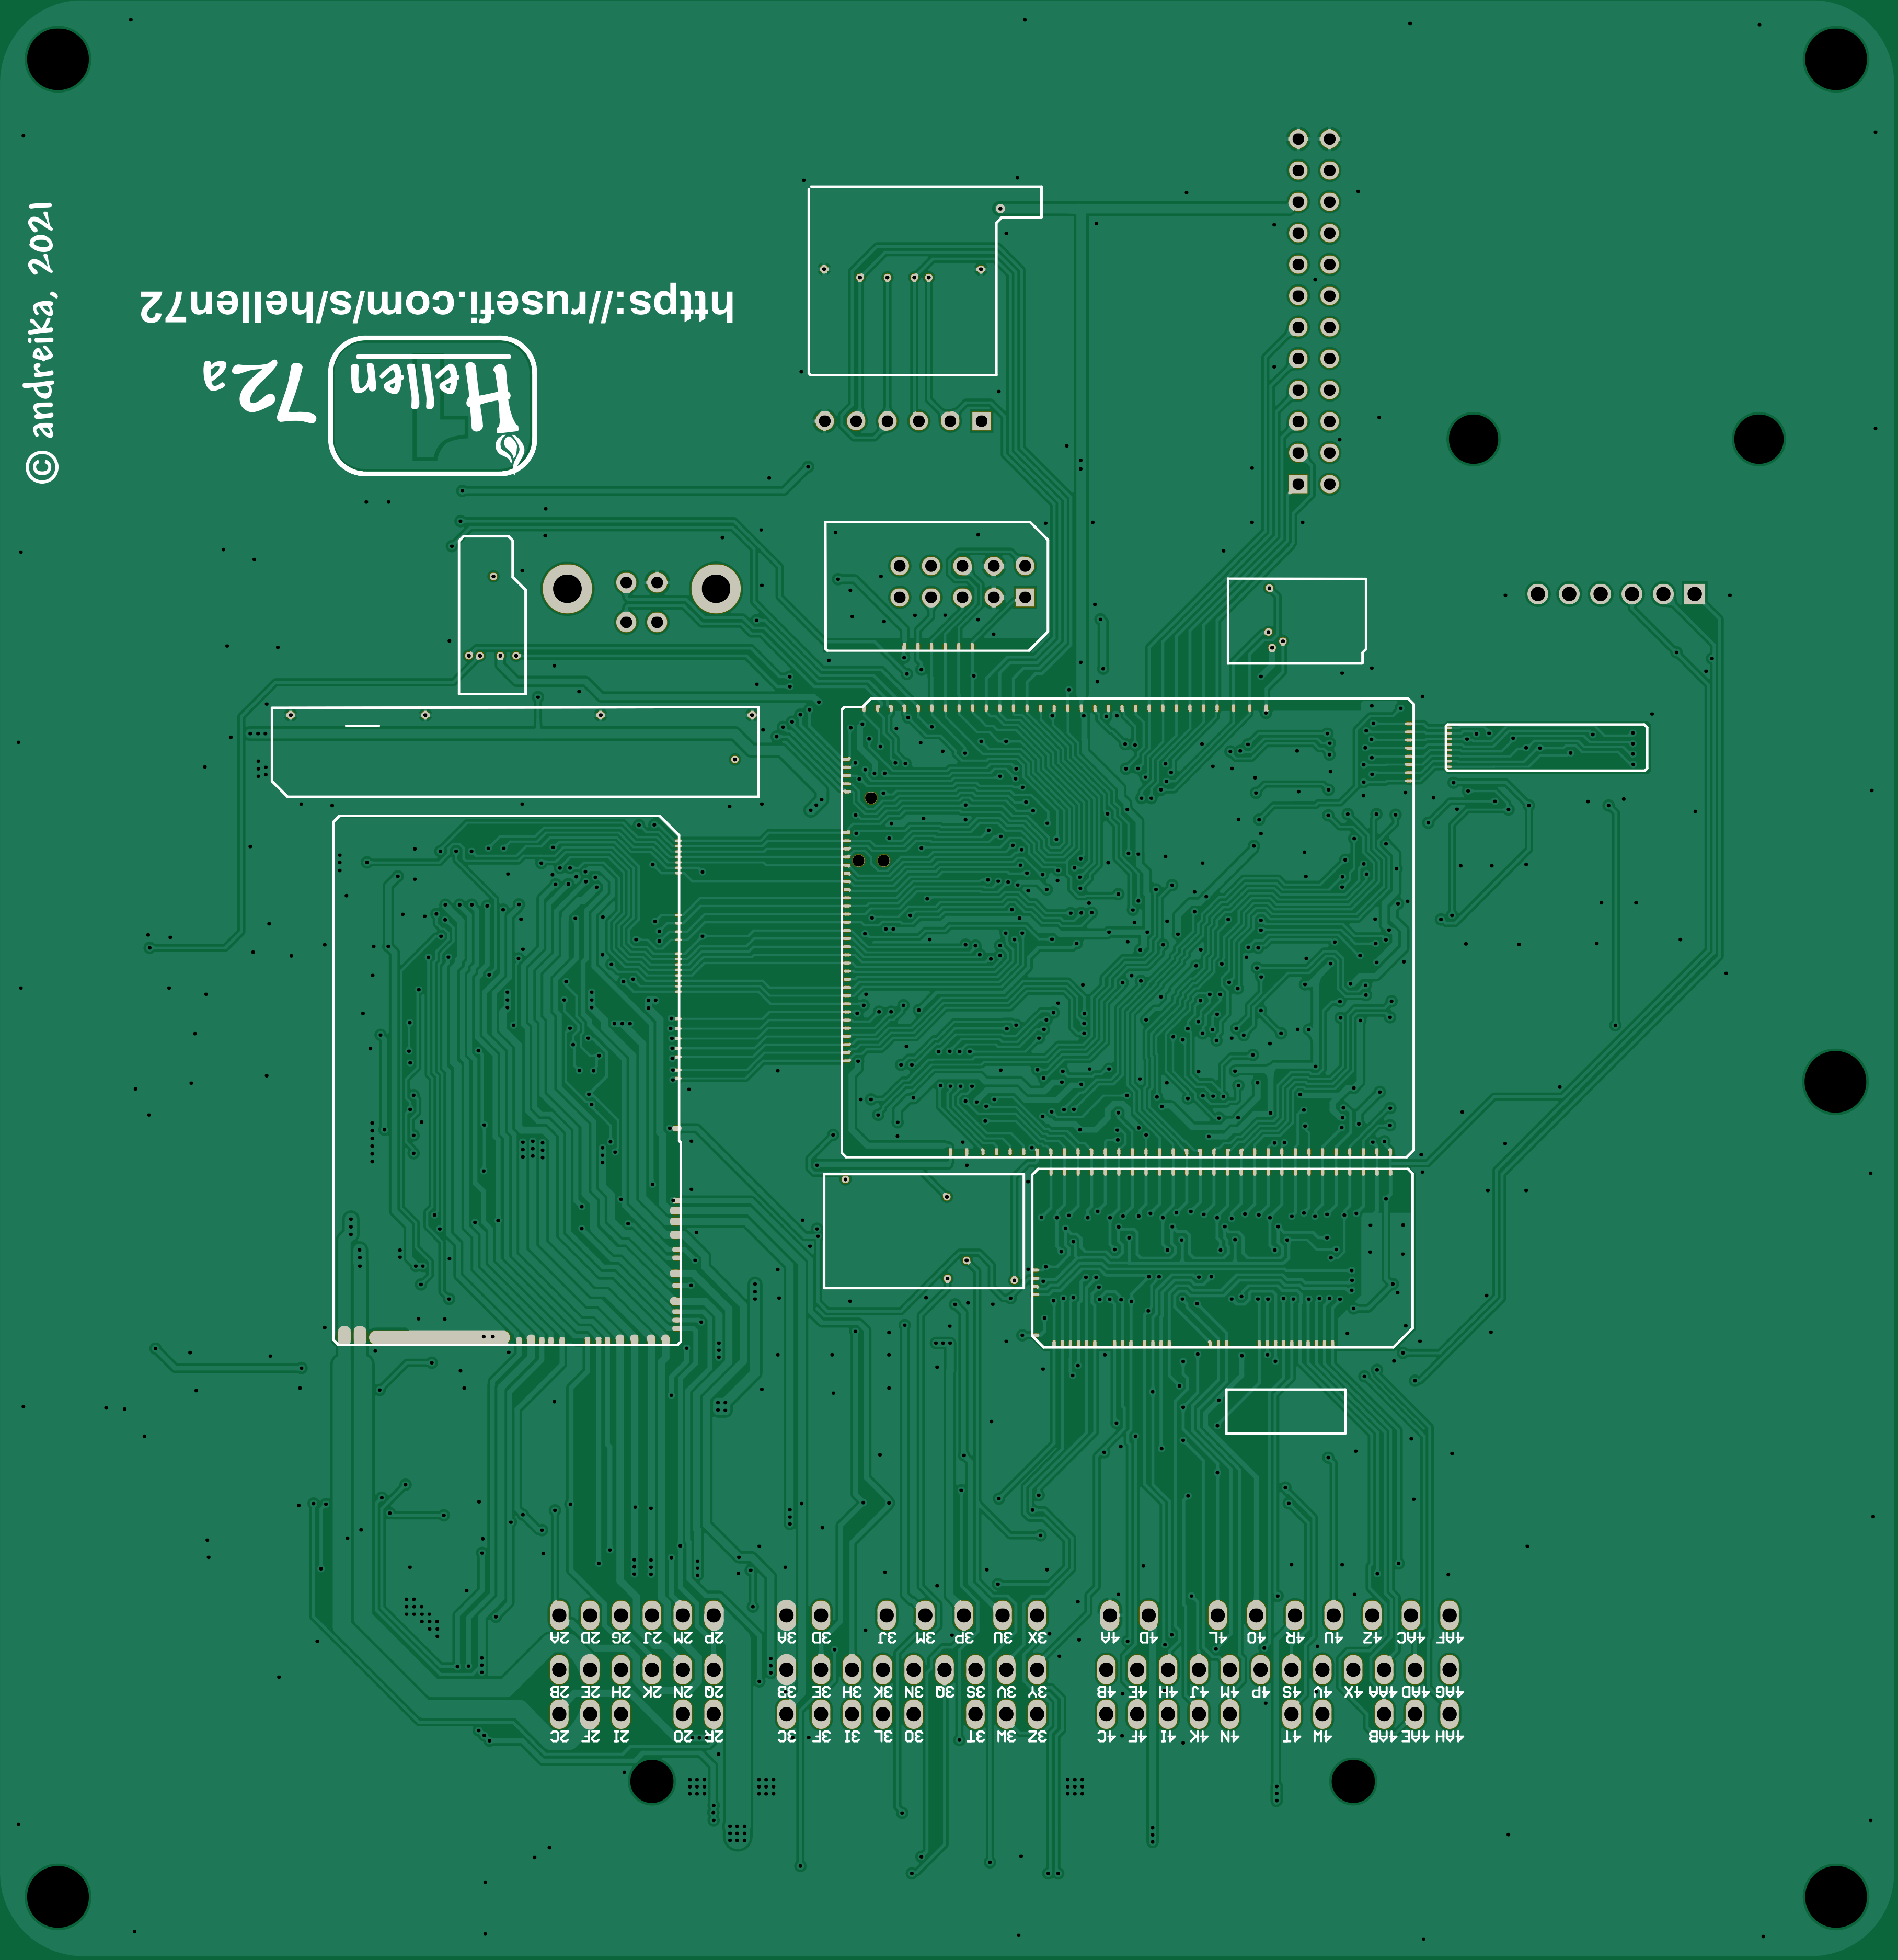 © andreika, 2021
https://rusefi.com/s/hellen72
Hellen 72a
2A 2D 2G 2J 2M 2P 3A 3D 3J 3M 3P 3U 3X 4A 4D 4L 4O 4R 4U 4Z 4AC 4AF
2B 2E 2H 2K 2N 2Q 33 3E 3H 3K 3N 3Q 3S 3V 3Y 4B 4E 4H 4J 4M 4P 4S 4V 4X 4AA 4AD 4AG
2C 2F 2I 2O 2R 3C 3F 3I 3L 3O 3T 3W 3Z 4C 4F 4I 4K 4N 4T 4W 4AB 4AE 4AH